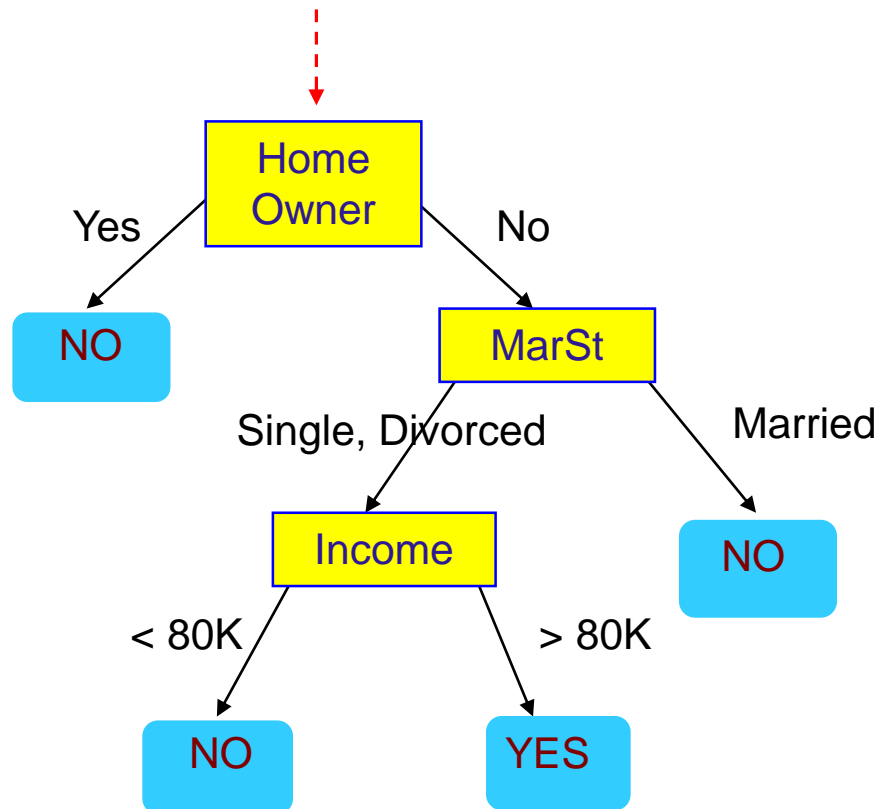 Home
Owner
Yes
No
NO
MarSt
Single, Divorced
Married
Income
NO
< 80K
> 80K
NO
YES